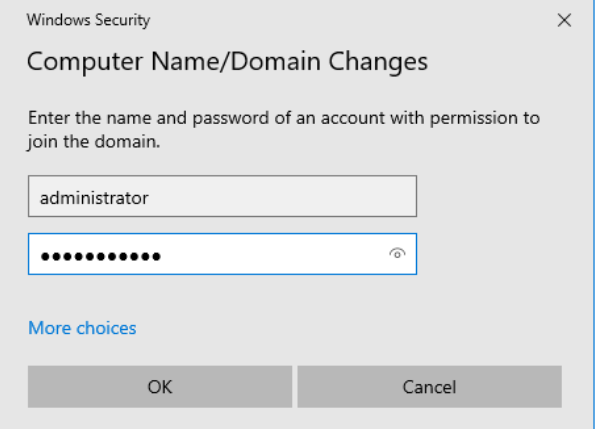 Windows Security
Computer Name/Domain Changes
Enter the name and password of an account with permission to
join the domain.
administrator
●●●●●●●●●●●
More choices
OK
Cancel